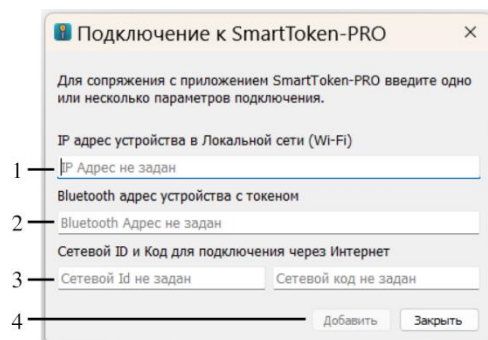 Подключение к SmartToken-PRO
Для сопряжения с приложением SmartToken-PRO введите одно
или несколько параметров подключения.
IP адрес устройства в Локальной сети (Wi-Fi)
1 IP Адрес не задан
Bluetooth адрес устройства с токеном
2 Bluetooth Адрес не задан
Сетевой ID и Код для подключения через Интернет
3 Сетевой Id не задан Сетевой код не задан
4 Добавить Закрыть